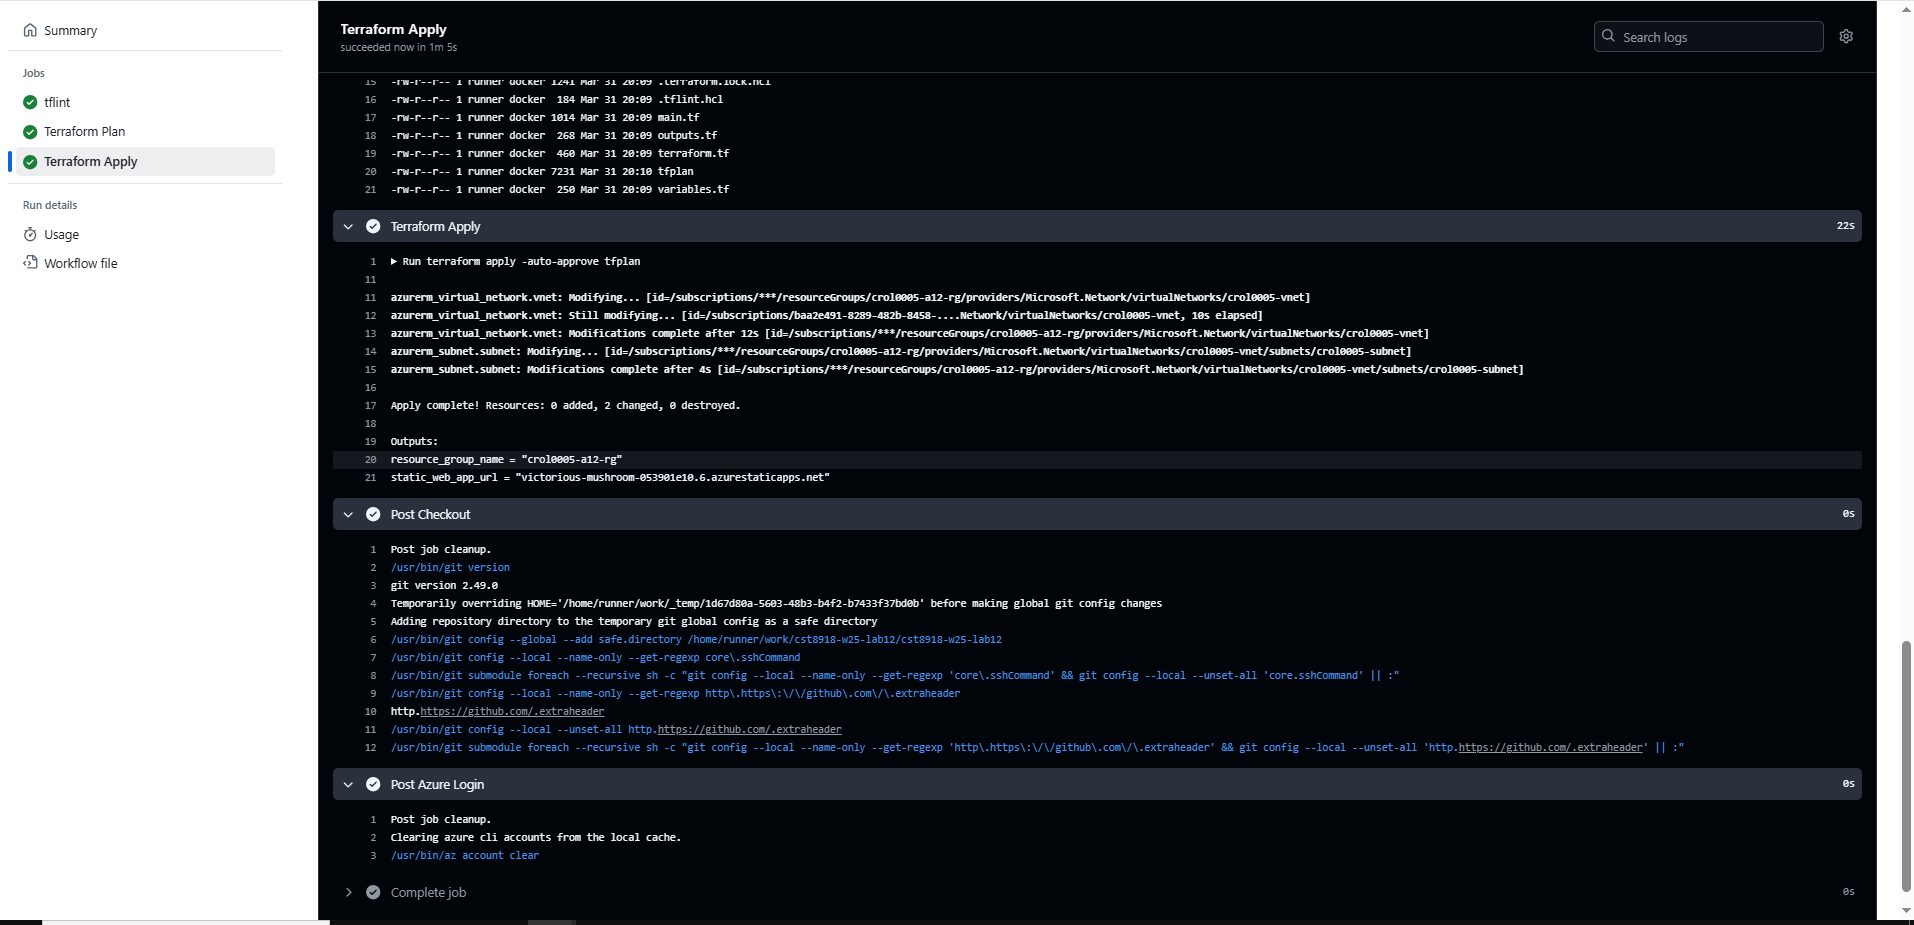 Summary
Jobs
tflint
Terraform Plan
Terraform Apply
Run details
Usage
Workflow file
Terraform Apply
succeeded now in 1m 5s
Search logs
15 -rw-r--r-- 1 runner docker 1241 Mar 31 20:09 .terraform.lock.hcl
16 -rw-r--r-- 1 runner docker  184 Mar 31 20:09 .tflint.hcl
17 -rw-r--r-- 1 runner docker 1014 Mar 31 20:09 main.tf
18 -rw-r--r-- 1 runner docker  268 Mar 31 20:09 outputs.tf
19 -rw-r--r-- 1 runner docker  460 Mar 31 20:09 terraform.tf
20 -rw-r--r-- 1 runner docker 7231 Mar 31 20:10 tfplan
21 -rw-r--r-- 1 runner docker  250 Mar 31 20:09 variables.tf
Terraform Apply 22s
1 ▶ Run terraform apply -auto-approve tfplan
11
11 azurerm_virtual_network.vnet: Modifying... [id=/subscriptions/***/resourceGroups/crol0005-a12-rg/providers/Microsoft.Network/virtualNetworks/crol0005-vnet]
12 azurerm_virtual_network.vnet: Still modifying... [id=/subscriptions/baa2e491-8289-482b-8458-....Network/virtualNetworks/crol0005-vnet, 10s elapsed]
13 azurerm_virtual_network.vnet: Modifications complete after 12s [id=/subscriptions/***/resourceGroups/crol0005-a12-rg/providers/Microsoft.Network/virtualNetworks/crol0005-vnet]
14 azurerm_subnet.subnet: Modifying... [id=/subscriptions/***/resourceGroups/crol0005-a12-rg/providers/Microsoft.Network/virtualNetworks/crol0005-vnet/subnets/crol0005-subnet]
15 azurerm_subnet.subnet: Modifications complete after 4s [id=/subscriptions/***/resourceGroups/crol0005-a12-rg/providers/Microsoft.Network/virtualNetworks/crol0005-vnet/subnets/crol0005-subnet]
16
17 Apply complete! Resources: 0 added, 2 changed, 0 destroyed.
18
19 Outputs:
20 resource_group_name = "crol0005-a12-rg"
21 static_web_app_url = "victorious-mushroom-053901e10.6.azurestaticapps.net"
Post Checkout 0s
1 Post job cleanup.
2 /usr/bin/git version
3 git version 2.49.0
4 Temporarily overriding HOME='/home/runner/work/_temp/1d67d80a-5603-48b3-b4f2-b7433f37bd0b' before making global git config changes
5 Adding repository directory to the temporary git global config as a safe directory
6 /usr/bin/git config --global --add safe.directory /home/runner/work/cst8918-w25-lab12/cst8918-w25-lab12
7 /usr/bin/git config --local --name-only --get-regexp core\.sshCommand
8 /usr/bin/git submodule foreach --recursive sh -c "git config --local --name-only --get-regexp 'core\.sshCommand' && git config --local --unset-all 'core.sshCommand' || :"
9 /usr/bin/git config --local --name-only --get-regexp http\.https\:\/\/github\.com\/\.extraheader
10 http.https://github.com/.extraheader
11 /usr/bin/git config --local --unset-all http.https://github.com/.extraheader
12 /usr/bin/git submodule foreach --recursive sh -c "git config --local --name-only --get-regexp 'http\.https\:\/\/github\.com\/\.extraheader' && git config --local --unset-all 'http.https://github.com/.extraheader' || :"
Post Azure Login 0s
1 Post job cleanup.
2 Clearing azure cli accounts from the local cache.
3 /usr/bin/az account clear
Complete job 0s